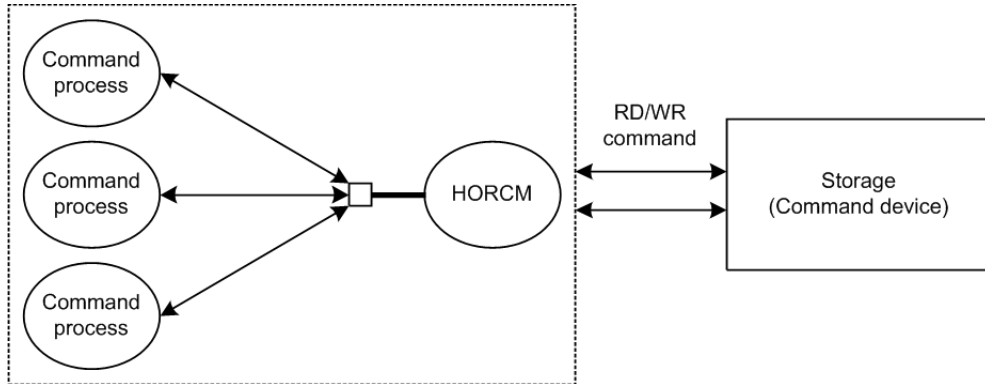 Command
process
Command
process
Command
process
HORCM
RD/WR
command
Storage
(Command device)